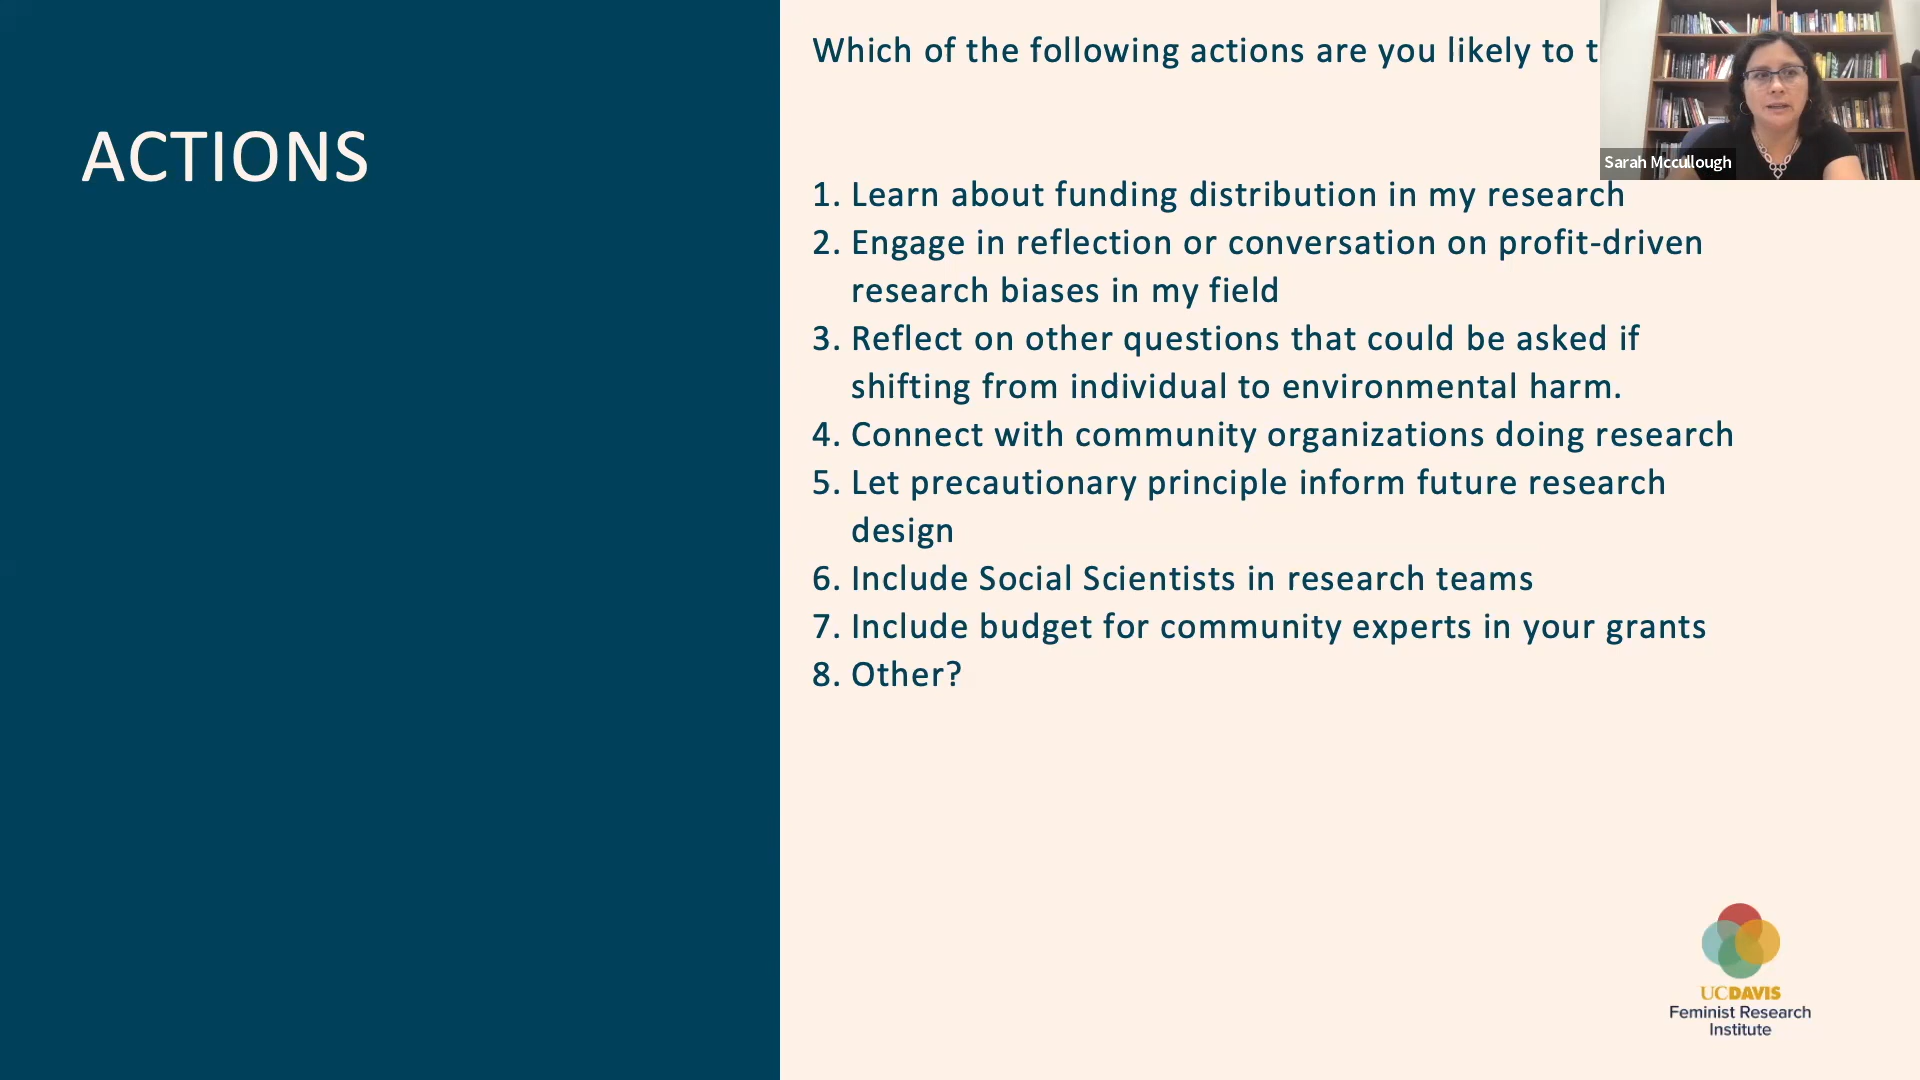 ACTIONS
Which of the following actions are you likely to
Sarah Mccullough
1. Learn about funding distribution in my research
2. Engage in reflection or conversation on profit-driven
research biases in my field
3. Reflect on other questions that could be asked if
shifting from individual to environmental harm.
4. Connect with community organizations doing research
5. Let precautionary principle inform future research
design
6. Include Social Scientists in research teams
7. Include budget for community experts in your grants
8. Other?
UCDAVIS
Feminist Research
Institute